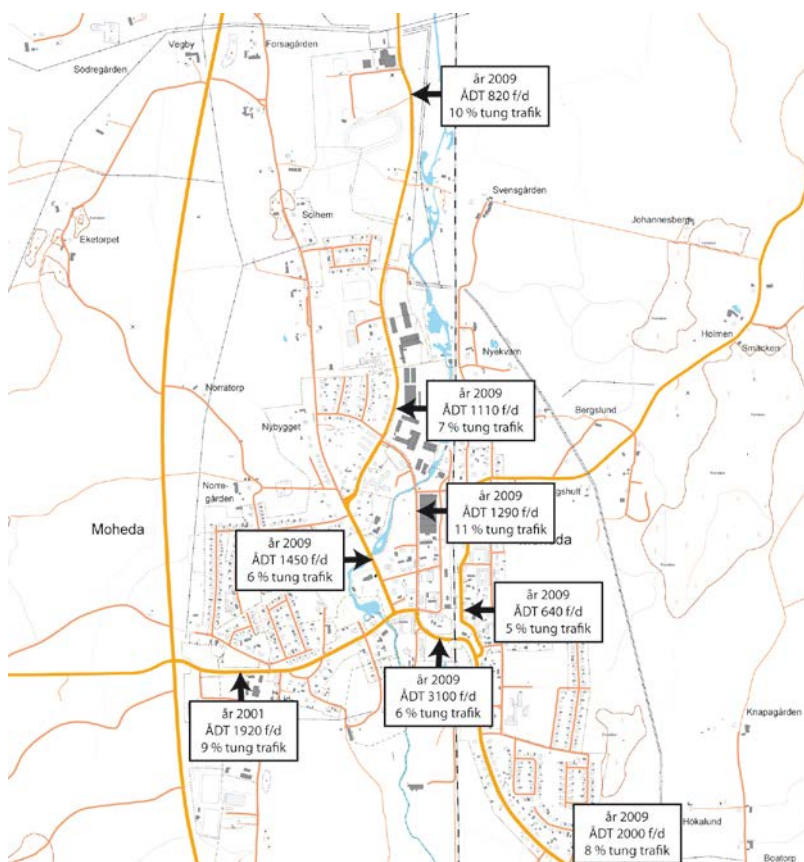 Vegby
Forsagården
Södregården
år 2009
ÅDT 820 f/d
10 % tung trafik
Svensgården
Solhem
Johannesberg
Eketorpet
Holmen
Smäcken
Nyekvarn
Norratorp
år 2009
ÅDT 1110 f/d
7 % tung trafik
Bergslund
Nybygget
Norre-
gården
år 2009
ÅDT 1290 f/d
11 % tung trafik
Moheda
år 2009
ÅDT 1450 f/d
6 % tung trafik
år 2009
ÅDT 640 f/d
5 % tung trafik
år 2009
ÅDT 3100 f/d
6 % tung trafik
år 2001
ÅDT 1920 f/d
9 % tung trafik
Knapagården
år 2009
ÅDT 2000 f/d
8 % tung trafik
Hökalund
Boatorp